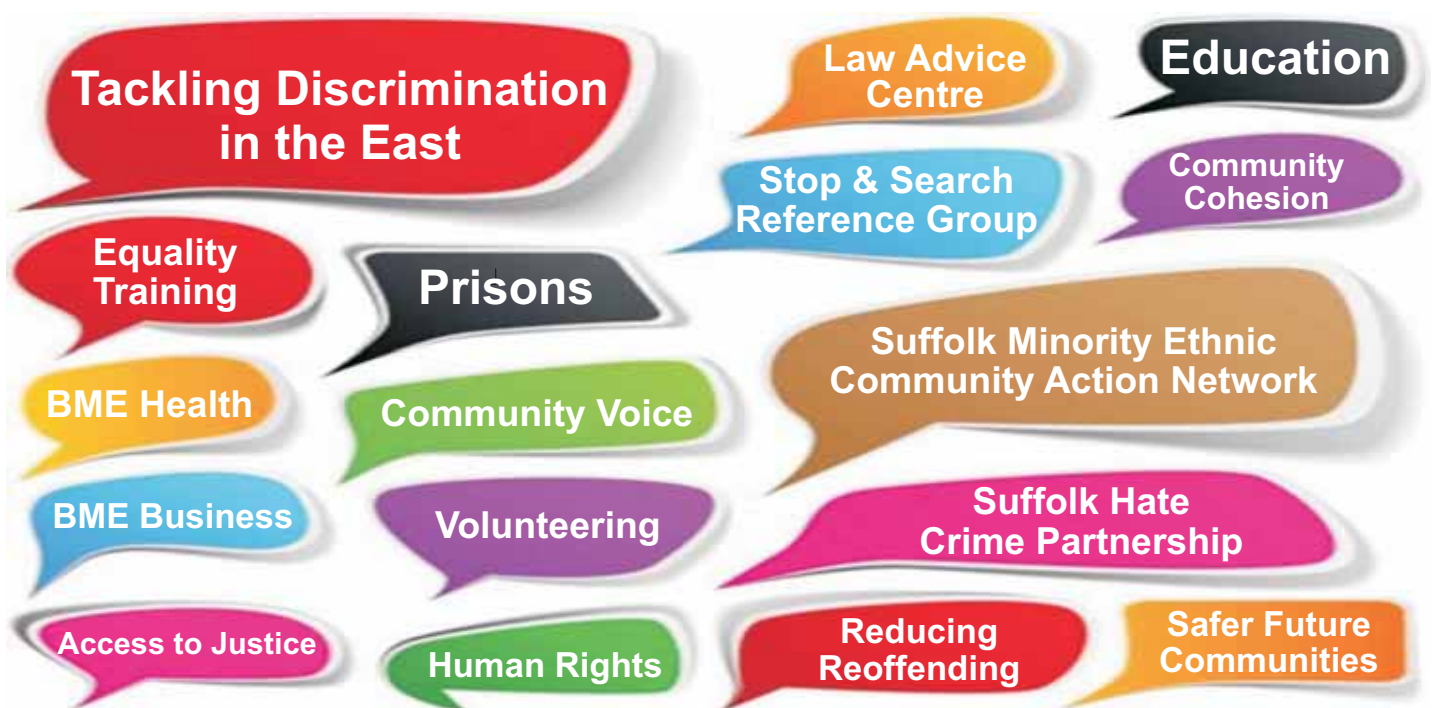 Tackling Discrimination
in the East
Law Advice
Centre
Education
Stop & Search
Reference Group
Community
Cohesion
Equality
Training
Prisons
Suffolk Minority Ethnic
Community Action Network
BME Health
Community Voice
BME Business
Volunteering
Suffolk Hate
Crime Partnership
Access to Justice
Human Rights
Reducing
Reoffending
Safer Future
Communities